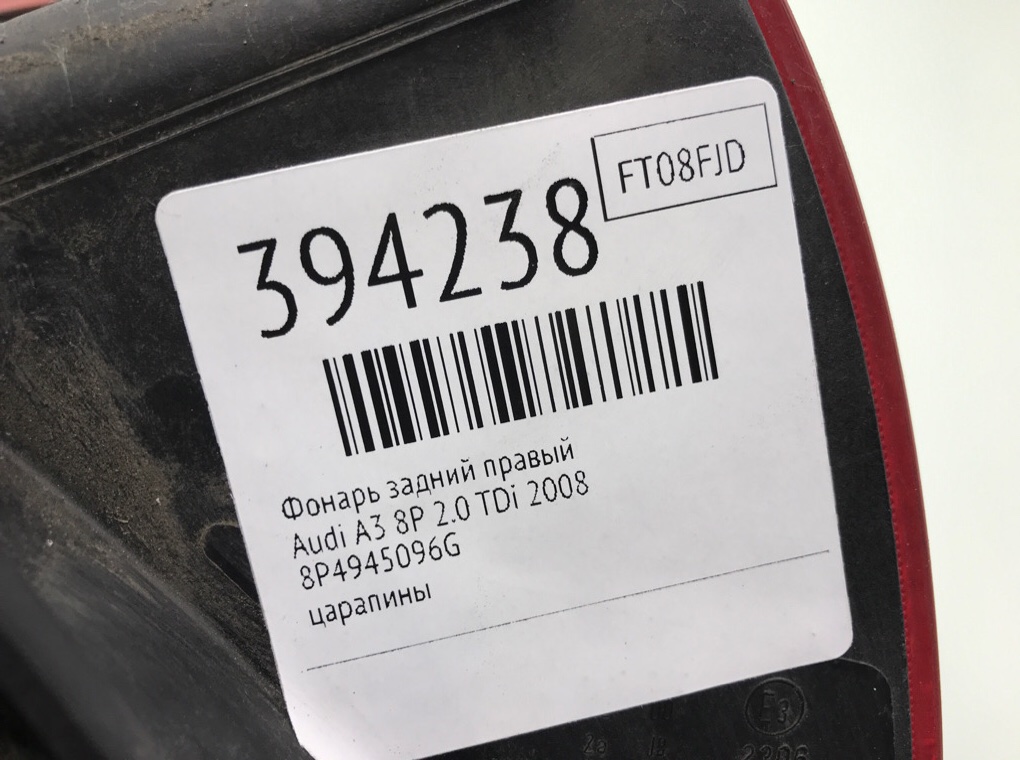 FT08FJD
394238
Фонарь задний правый
Audi A3 8P 2.0 TDi 2008
8P4945096G
царапины